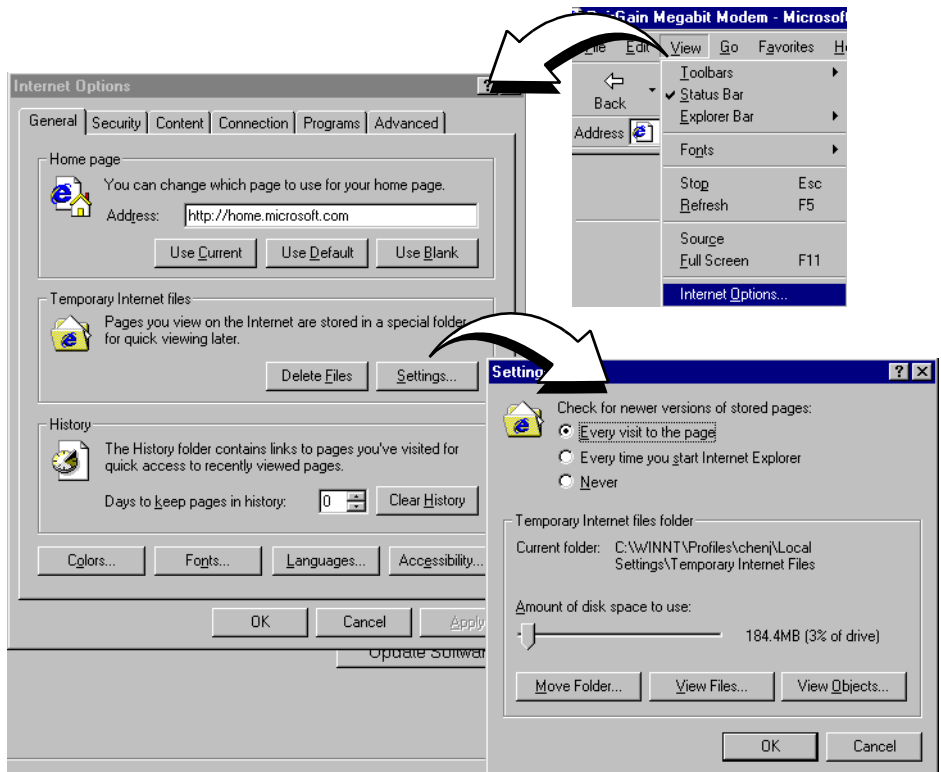 Gain Megabit Modem - Microsof
File Edit View Go Favorites H
Back
Address
Toolbars
Status Bar
Explorer Bar
Fonts
Stop Esc
Refresh F5
Source
Full Screen F11
Internet Options...
Internet Options
General Security Content Connection Programs Advanced
Home page
You can change which page to use for your home page.
Address: http://home.microsoft.com
Use Current Use Default Use Blank
Temporary Internet files
Pages you view on the Internet are stored in a special folder
for quick viewing later.
Delete Files Settings...
History
The History folder contains links to pages you've visited for
quick access to recently viewed pages.
Days to keep pages in history: 0 Clear History
Colors... Fonts... Languages... Accessibility...
OK Cancel Apply
Update Softwar
Setting
Check for newer versions of stored pages:
Every visit to the page
Every time you start Internet Explorer
Never
Temporary Internet files folder
Current folder: C:\WINNT\Profiles\chenj\Local
Settings\Temporary Internet Files
Amount of disk space to use:
184.4MB (3% of drive)
Move Folder... View Files... View Objects...
OK Cancel